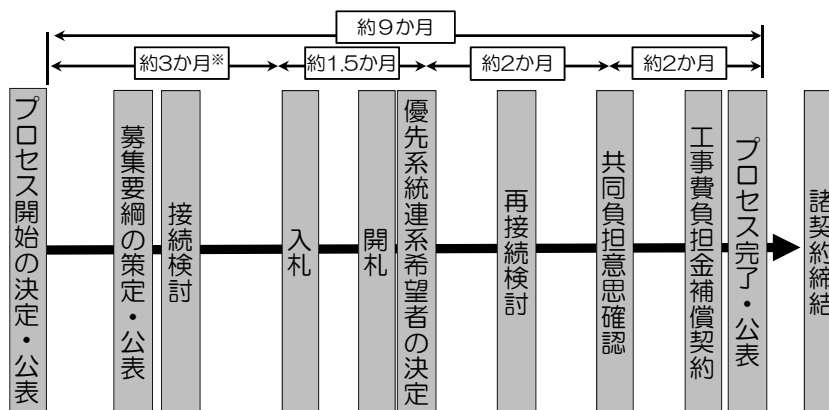 約9か月
約3か月※
約1.5か月
約2か月
約2か月
プロセス開始の決定・公表
募集要綱の策定・公表
接続検討
入札
開札
優先系統連系希望者の決定
再接続検討
共同負担意思確認
工事費負担金補償契約
プロセス完了・公表
諸契約締結